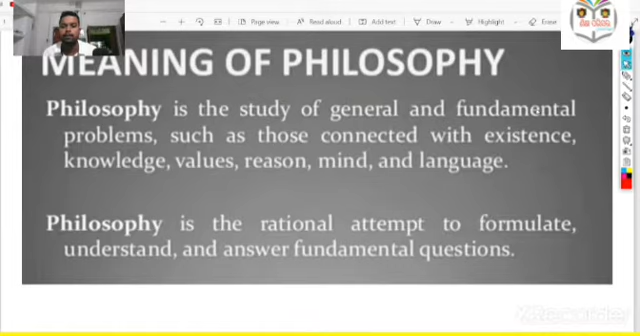 Page view
Read aloud
Add text
Draw
Highlight
Erase
MEANING OF PHILOSOPHY
Philosophy is the study of general and fundamental
problems, such as those connected with existence,
knowledge, values, reason, mind, and language.
Philosophy is the rational attempt to formulate,
understand, and answer fundamental questions.